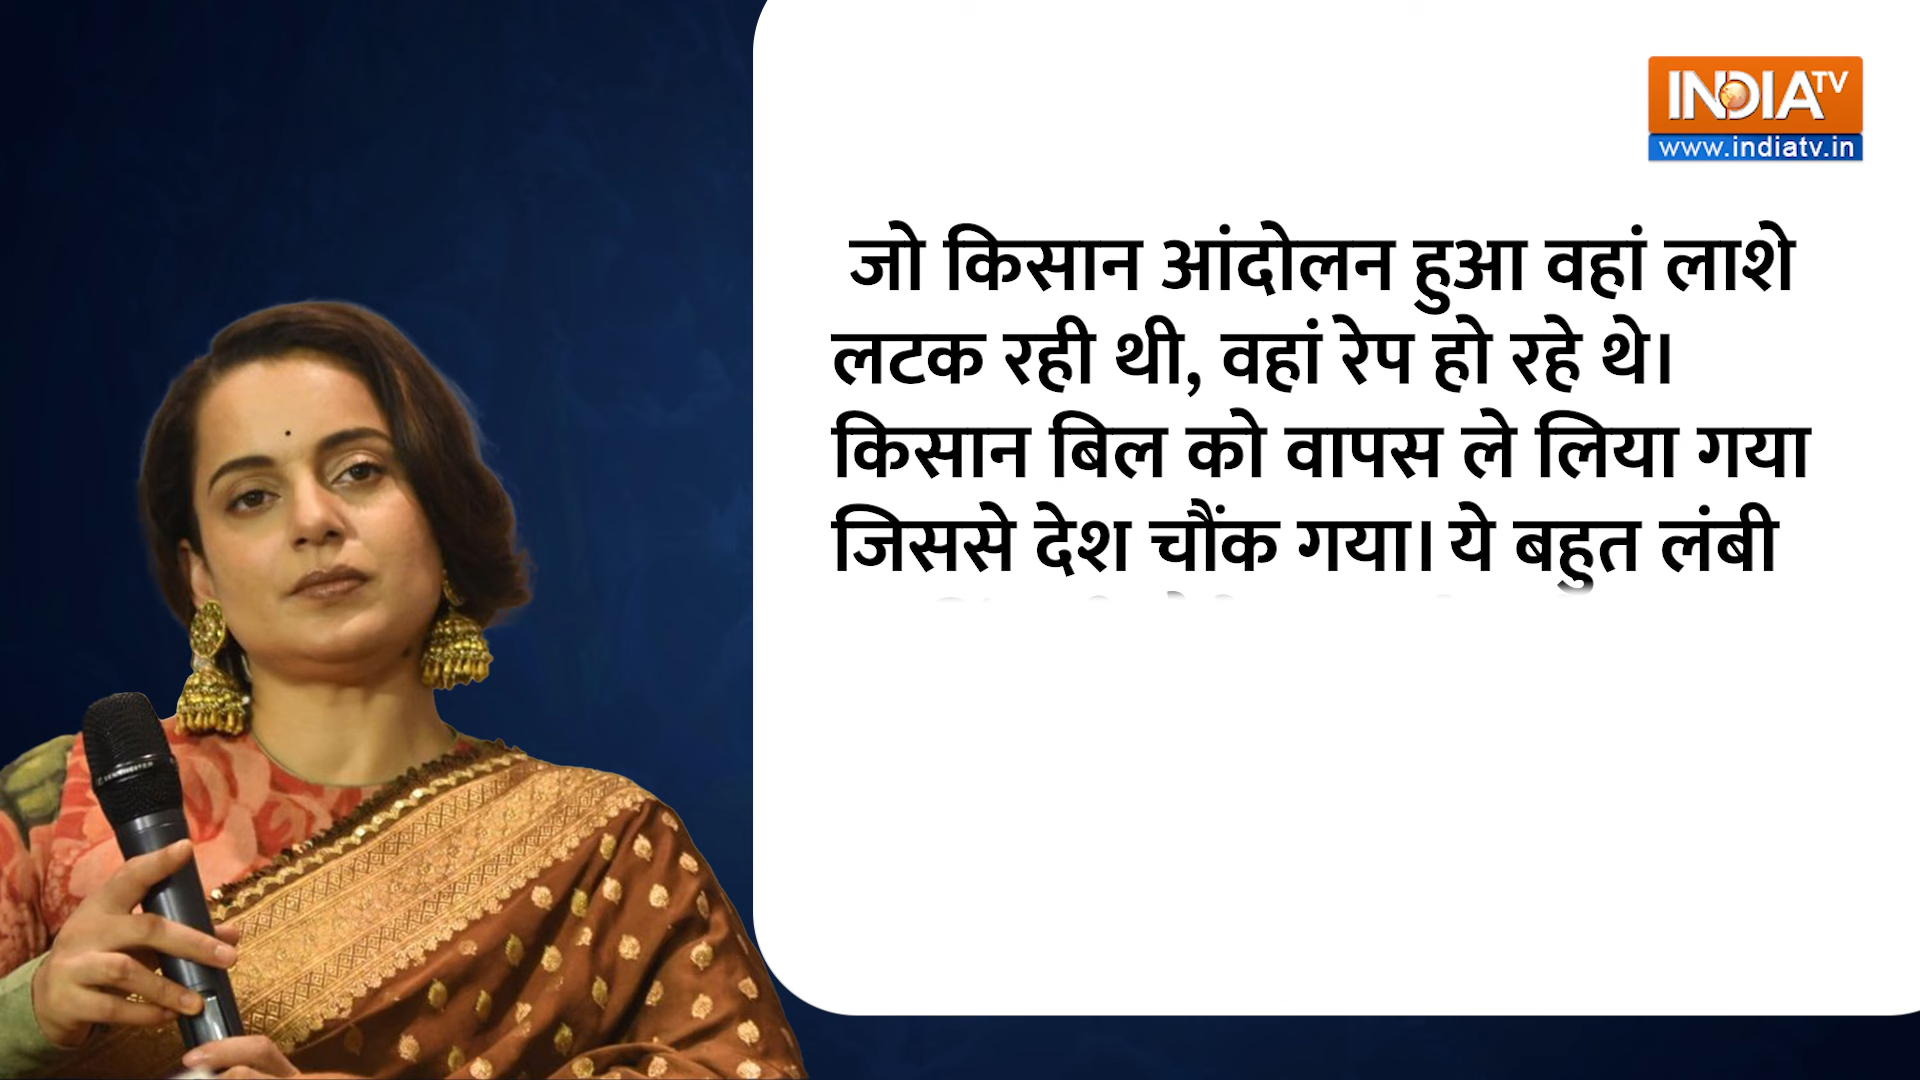 INDIA TV
www.indiatv.in
जो किसान आंदोलन हुआ वहां लाशे
लटक रही थी, वहां रेप हो रहे थे।
किसान बिल को वापस ले लिया गया
जिससे देश चौंक गया। ये बहुत लंबी